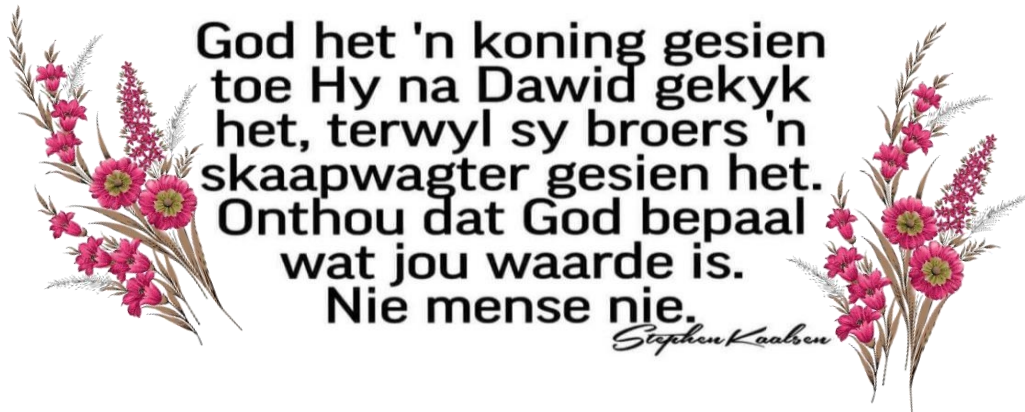 God het 'n koning gesien
toe Hy na Dawid gekyk
het, terwyl sy broers 'n
skaapwagter gesien het.
Onthou dat God bepaal
wat jou waarde is.
Nie mense nie.
Stephen Kaalsen